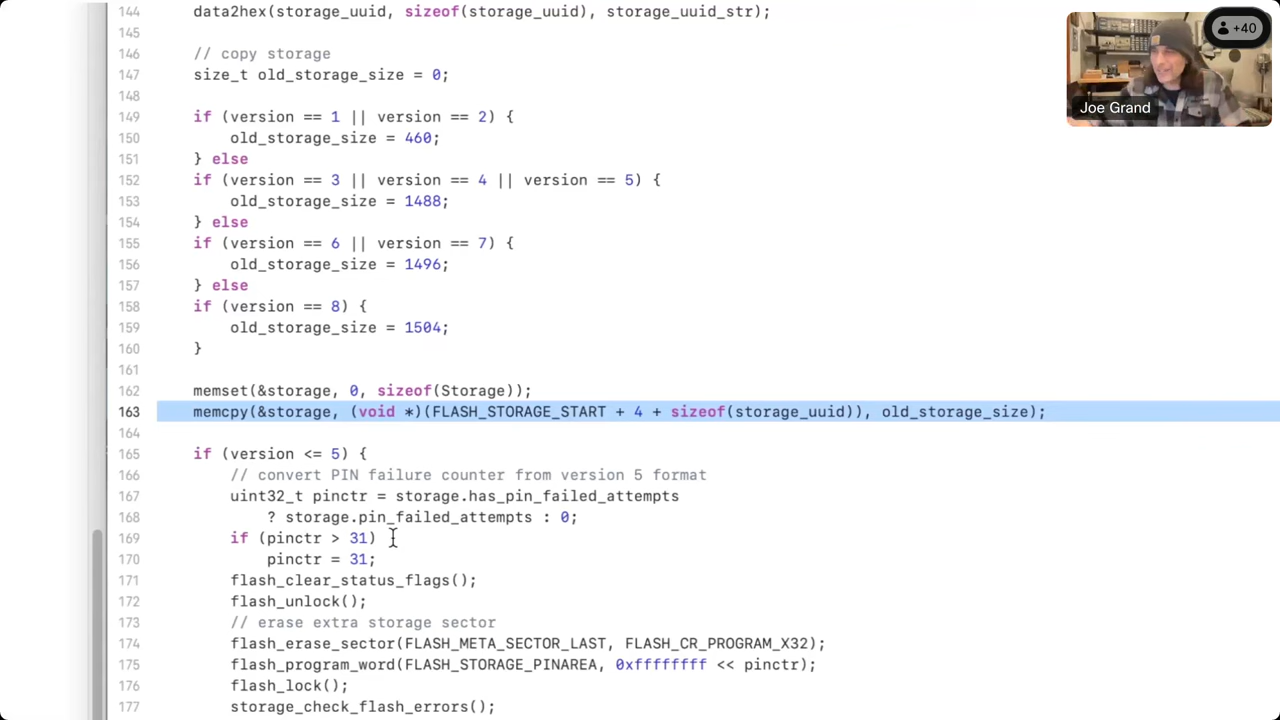 144 data2hex(storage_uuid, sizeof(storage_uuid), storage_uuid_str);
145
146 // copy storage
147 size_t old_storage_size = 0;
148
149 if (version == 1 || version == 2) {
150 old_storage_size = 460;
151 } else
152 if (version == 3 || version == 4 || version == 5) {
153 old_storage_size = 1488;
154 } else
155 if (version == 6 || version == 7) {
156 old_storage_size = 1496;
157 } else
158 if (version == 8) {
159 old_storage_size = 1504;
160 }
161
162 memset(&storage, 0, sizeof(Storage));
163 memcpy(&storage, (void *)(FLASH_STORAGE_START + 4 + sizeof(storage_uuid)), old_storage_size);
164
165 if (version <= 5) {
166 // convert PIN failure counter from version 5 format
167 uint32_t pinctr = storage.has_pin_failed_attempts
168 ? storage.pin_failed_attempts : 0;
169 if (pinctr > 31)
170 pinctr = 31;
171 flash_clear_status_flags();
172 flash_unlock();
173 // erase extra storage sector
174 flash_erase_sector(FLASH_META_SECTOR_LAST, FLASH_CR_PROGRAM_X32);
175 flash_program_word(FLASH_STORAGE_PINAREA, 0xffffffff << pinctr);
176 flash_lock();
177 storage_check_flash_errors();
+40
Joe Grand